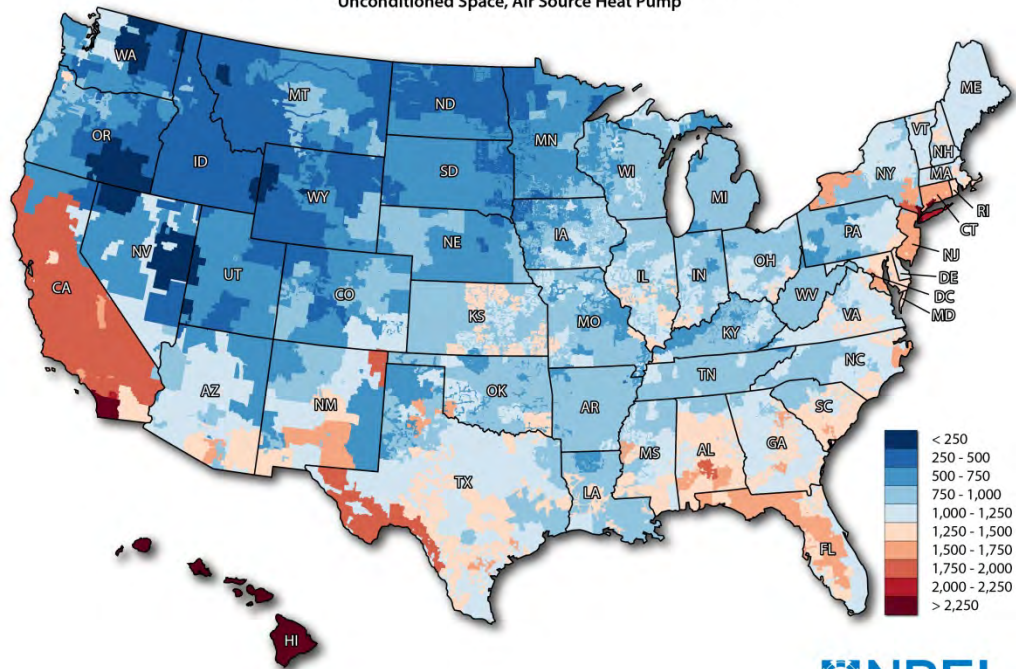 Unconditioned Space, Air Source Heat Pump
WA
MT
ND
MN
ME
VT
NH
OR
ID
WY
SD
WI
MI
NY
MA
RI
CT
NV
UT
CO
NE
IA
IL
IN
OH
PA
NJ
DE
DC
MD
CA
KS
MO
KY
WV
VA
AZ
NM
OK
AR
TN
NC
SC
TX
LA
MS
AL
GA
FL
HI
< 250
250 - 500
500 - 750
750 - 1,000
1,000 - 1,250
1,250 - 1,500
1,500 - 1,750
1,750 - 2,000
2,000 - 2,250
> 2,250
NREL